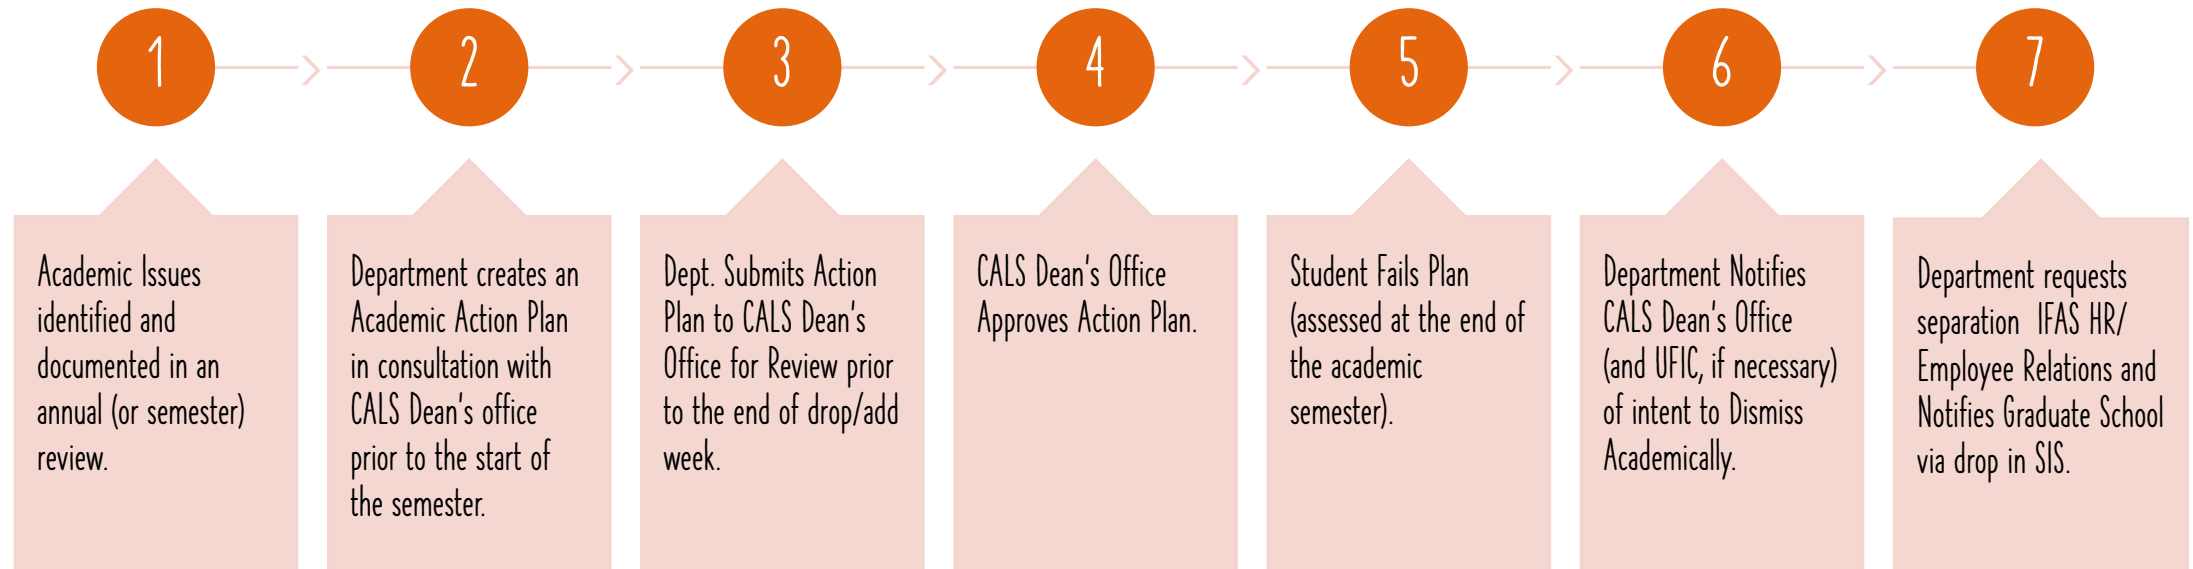 1
2
3
4
5
6
7
Academic Issues
identified and
documented in an
annual (or semester)
review.
Department creates an
Academic Action Plan
in consultation with
CALS Dean's office
prior to the start of
the semester.
Dept. Submits Action
Plan to CALS Dean's
Office for Review prior
to the end of drop/add
week.
CALS Dean's Office
Approves Action Plan.
Student Fails Plan
(assessed at the end of
the academic
semester).
Department Notifies
CALS Dean's Office
(and UFIC, if necessary)
of intent to Dismiss
Academically.
Department requests
separation  IFAS HR/
Employee Relations and
Notifies Graduate School
via drop in SIS.